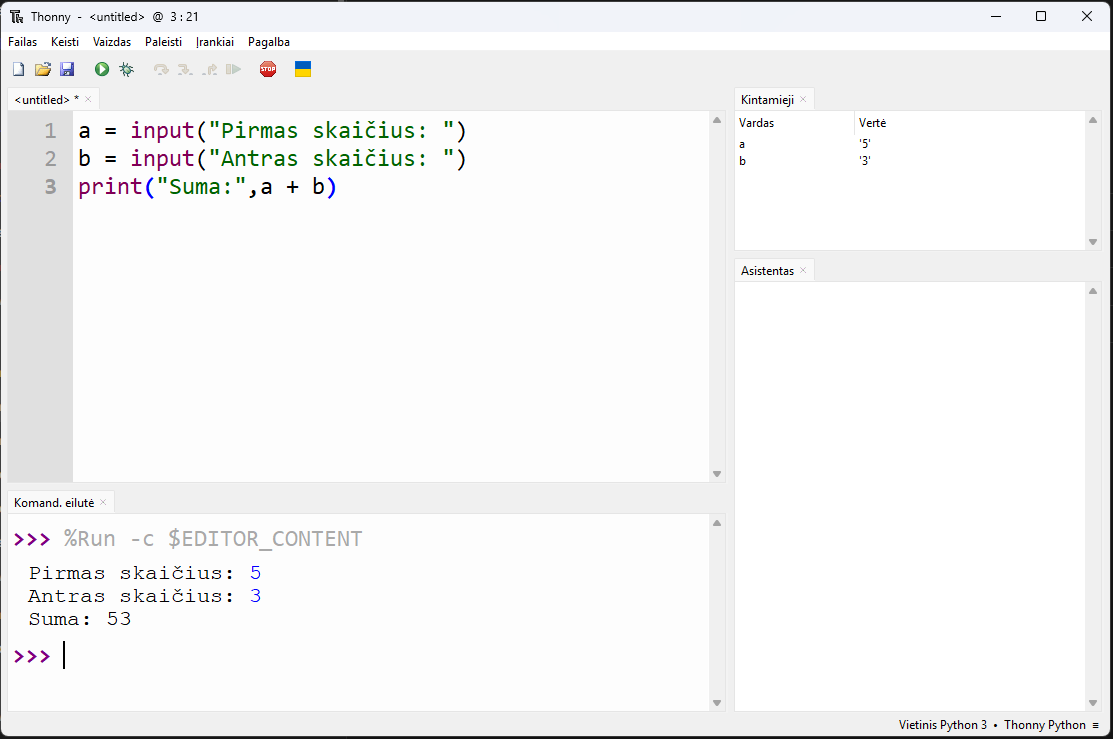 Thonny - <untitled> @ 3:21
Failas Keisti Vaizdas Paleisti Įrankiai Pagalba
STOP
<untitled> *
1 a = input("Pirmas skaičius: ")
2 b = input("Antras skaičius: ")
3 print("Suma:",a + b)
Komand. eilutė
>>> %Run -c $EDITOR_CONTENT
Pirmas skaičius: 5
Antras skaičius: 3
Suma: 53
>>>
Kintamieji
Vardas Vertė
a '5'
b '3'
Asistentas
Vietinis Python 3 • Thonny Python ≡